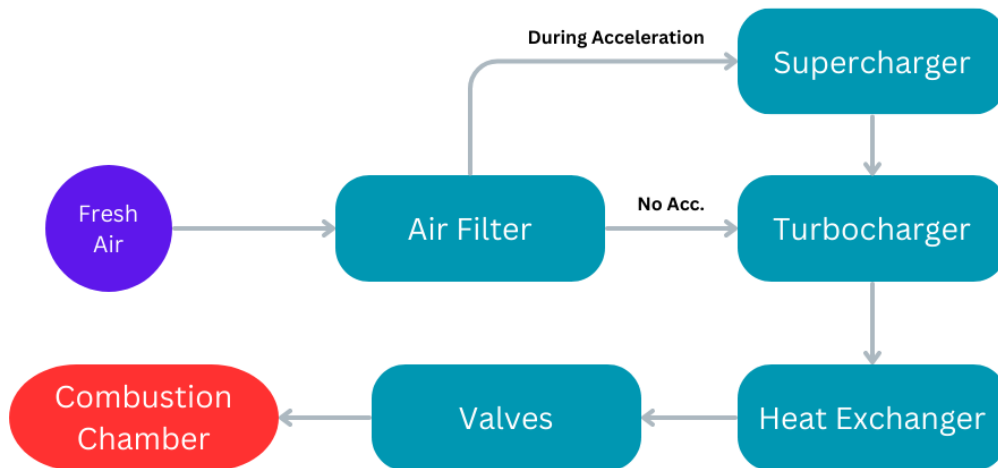 During Acceleration
Supercharger
Fresh
Air
Air Filter
No Acc.
Turbocharger
Combustion
Chamber
Valves
Heat Exchanger